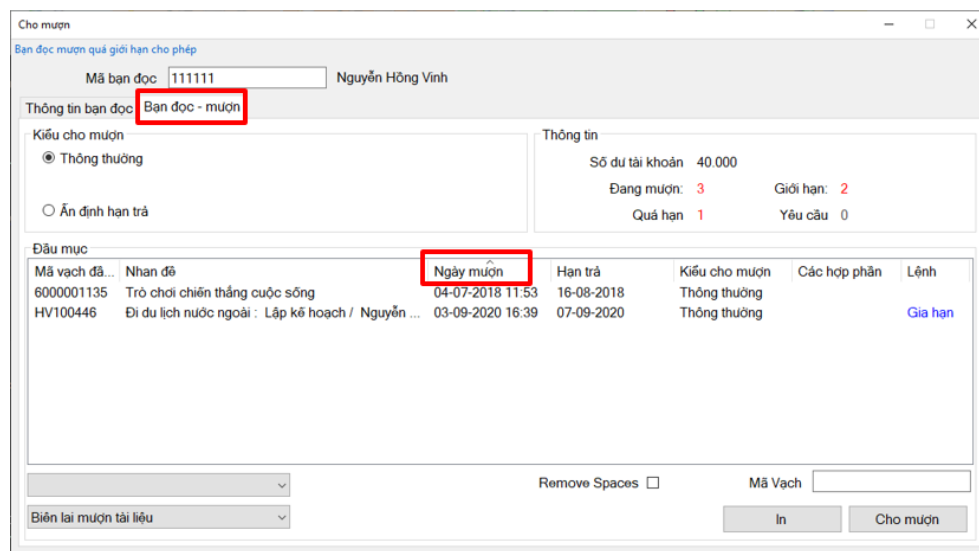 Cho mượn
Bạn đọc mượn quá giới hạn cho phép
Mã bạn đọc 111111 Nguyễn Hồng Vinh
Thông tin bạn đọc Bạn đọc - mượn
Kiểu cho mượn
Thông thường
Ấn định hạn trả
Thông tin
Số dư tài khoản 40.000
Đang mượn: 3 Giới hạn: 2
Quá hạn 1 Yêu cầu 0
Đầu mục
Mã vạch đầ... Nhan đề Ngày mượn Hạn trả Kiểu cho mượn Các hợp phần Lệnh
6000001135 Trò chơi chiến thắng cuộc sống 04-07-2018 11:53 16-08-2018 Thông thường
HV100446 Đi du lịch nước ngoài : Lập kế hoạch / Nguyễn ... 03-09-2020 16:39 07-09-2020 Thông thường Gia hạn
Remove Spaces Mã Vạch
Biên lai mượn tài liệu In Cho mượn